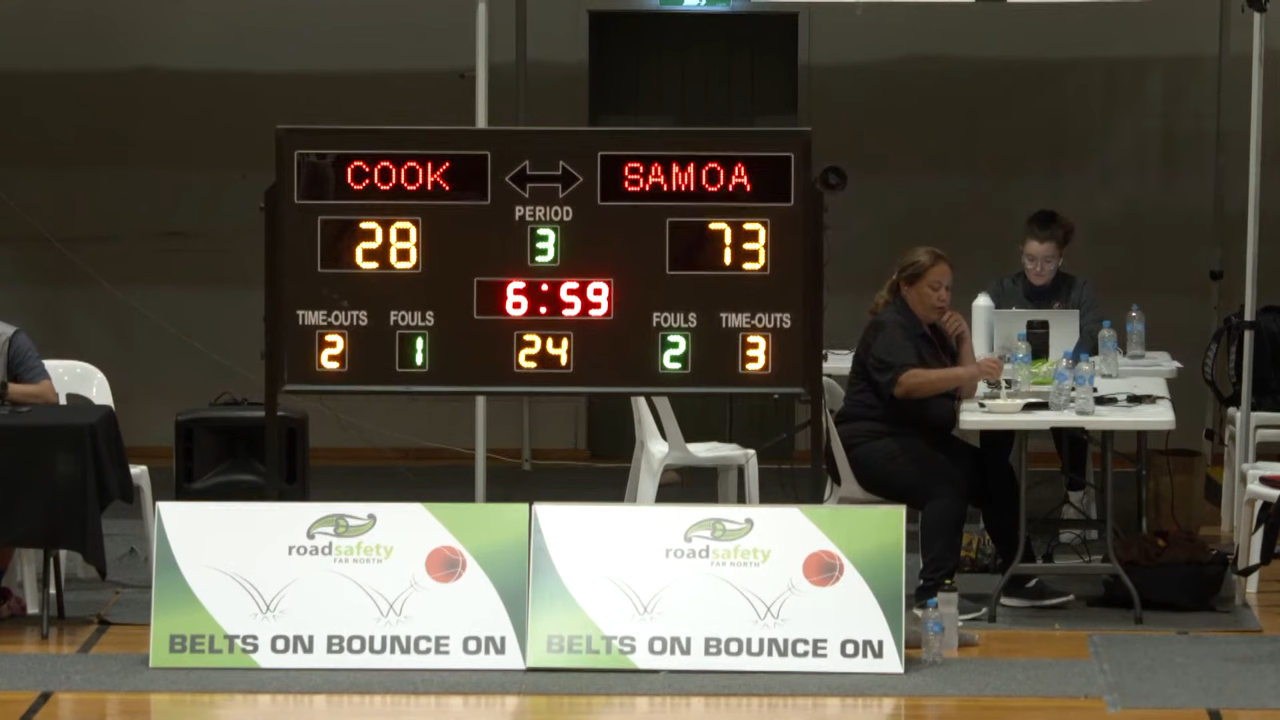 COOK
SAMOA
PERIOD
28
3
73
6:59
TIME-OUTS
FOULS
FOULS
TIME-OUTS
2
1
24
2
3
roadsafety
FAR NORTH
BELTS ON BOUNCE ON
roadsafety
FAR NORTH
BELTS ON BOUNCE ON